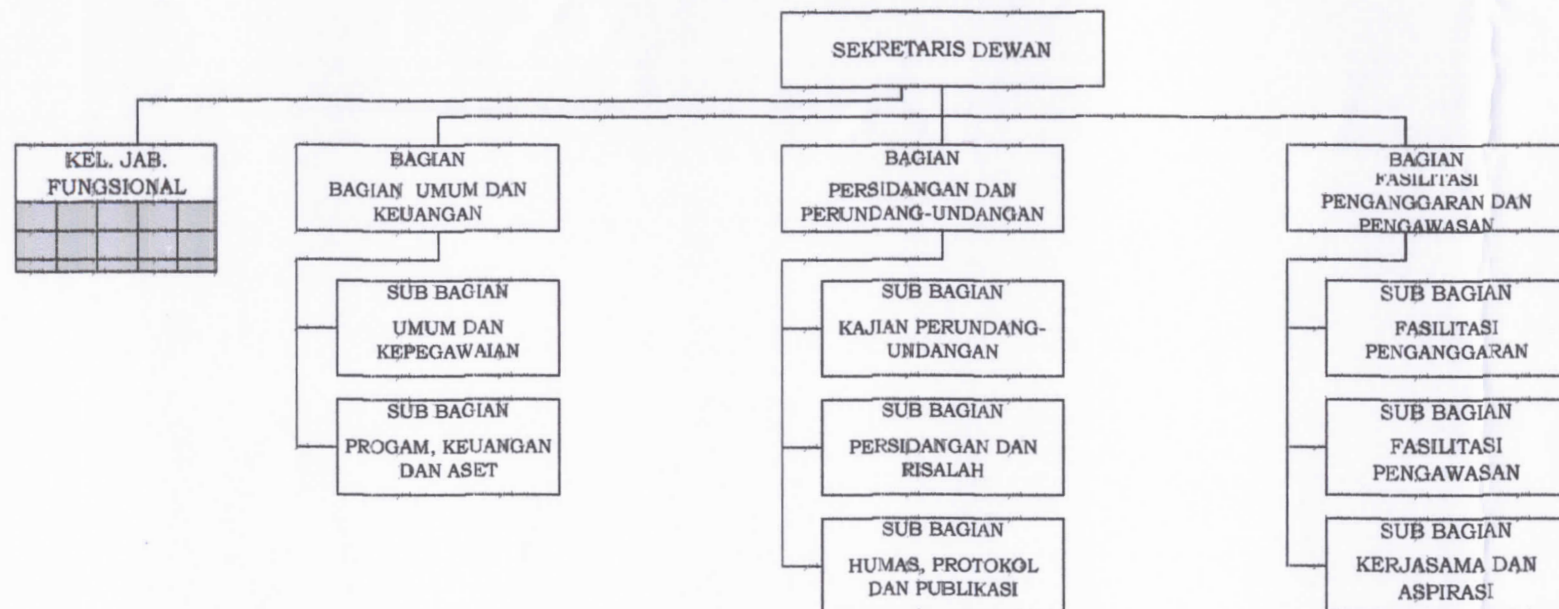 SEKRETARIS DEWAN
KEL. JAB.
FUNGSIONAL
BAGIAN
BAGIAN UMUM DAN
KEUANGAN
SUB BAGIAN
UMUM DAN
KEPEGAWAIAN
SUB BAGIAN
PROGAM, KEUANGAN
DAN ASET
BAGIAN
PERSIDANGAN DAN
PERUNDANG-UNDANGAN
SUB BAGIAN
KAJIAN PERUNDANG-
UNDANGAN
SUB BAGIAN
PERSIDANGAN DAN
RISALAH
SUB BAGIAN
HUMAS, PROTOKOL
DAN PUBLIKASI
BAGIAN
FASILITASI
PENGANGGARAN DAN
PENGAWASAN
SUB BAGIAN
FASILITASI
PENGANGGARAN
SUB BAGIAN
FASILITASI
PENGAWASAN
SUB BAGIAN
KERJASAMA DAN
ASPIRASI